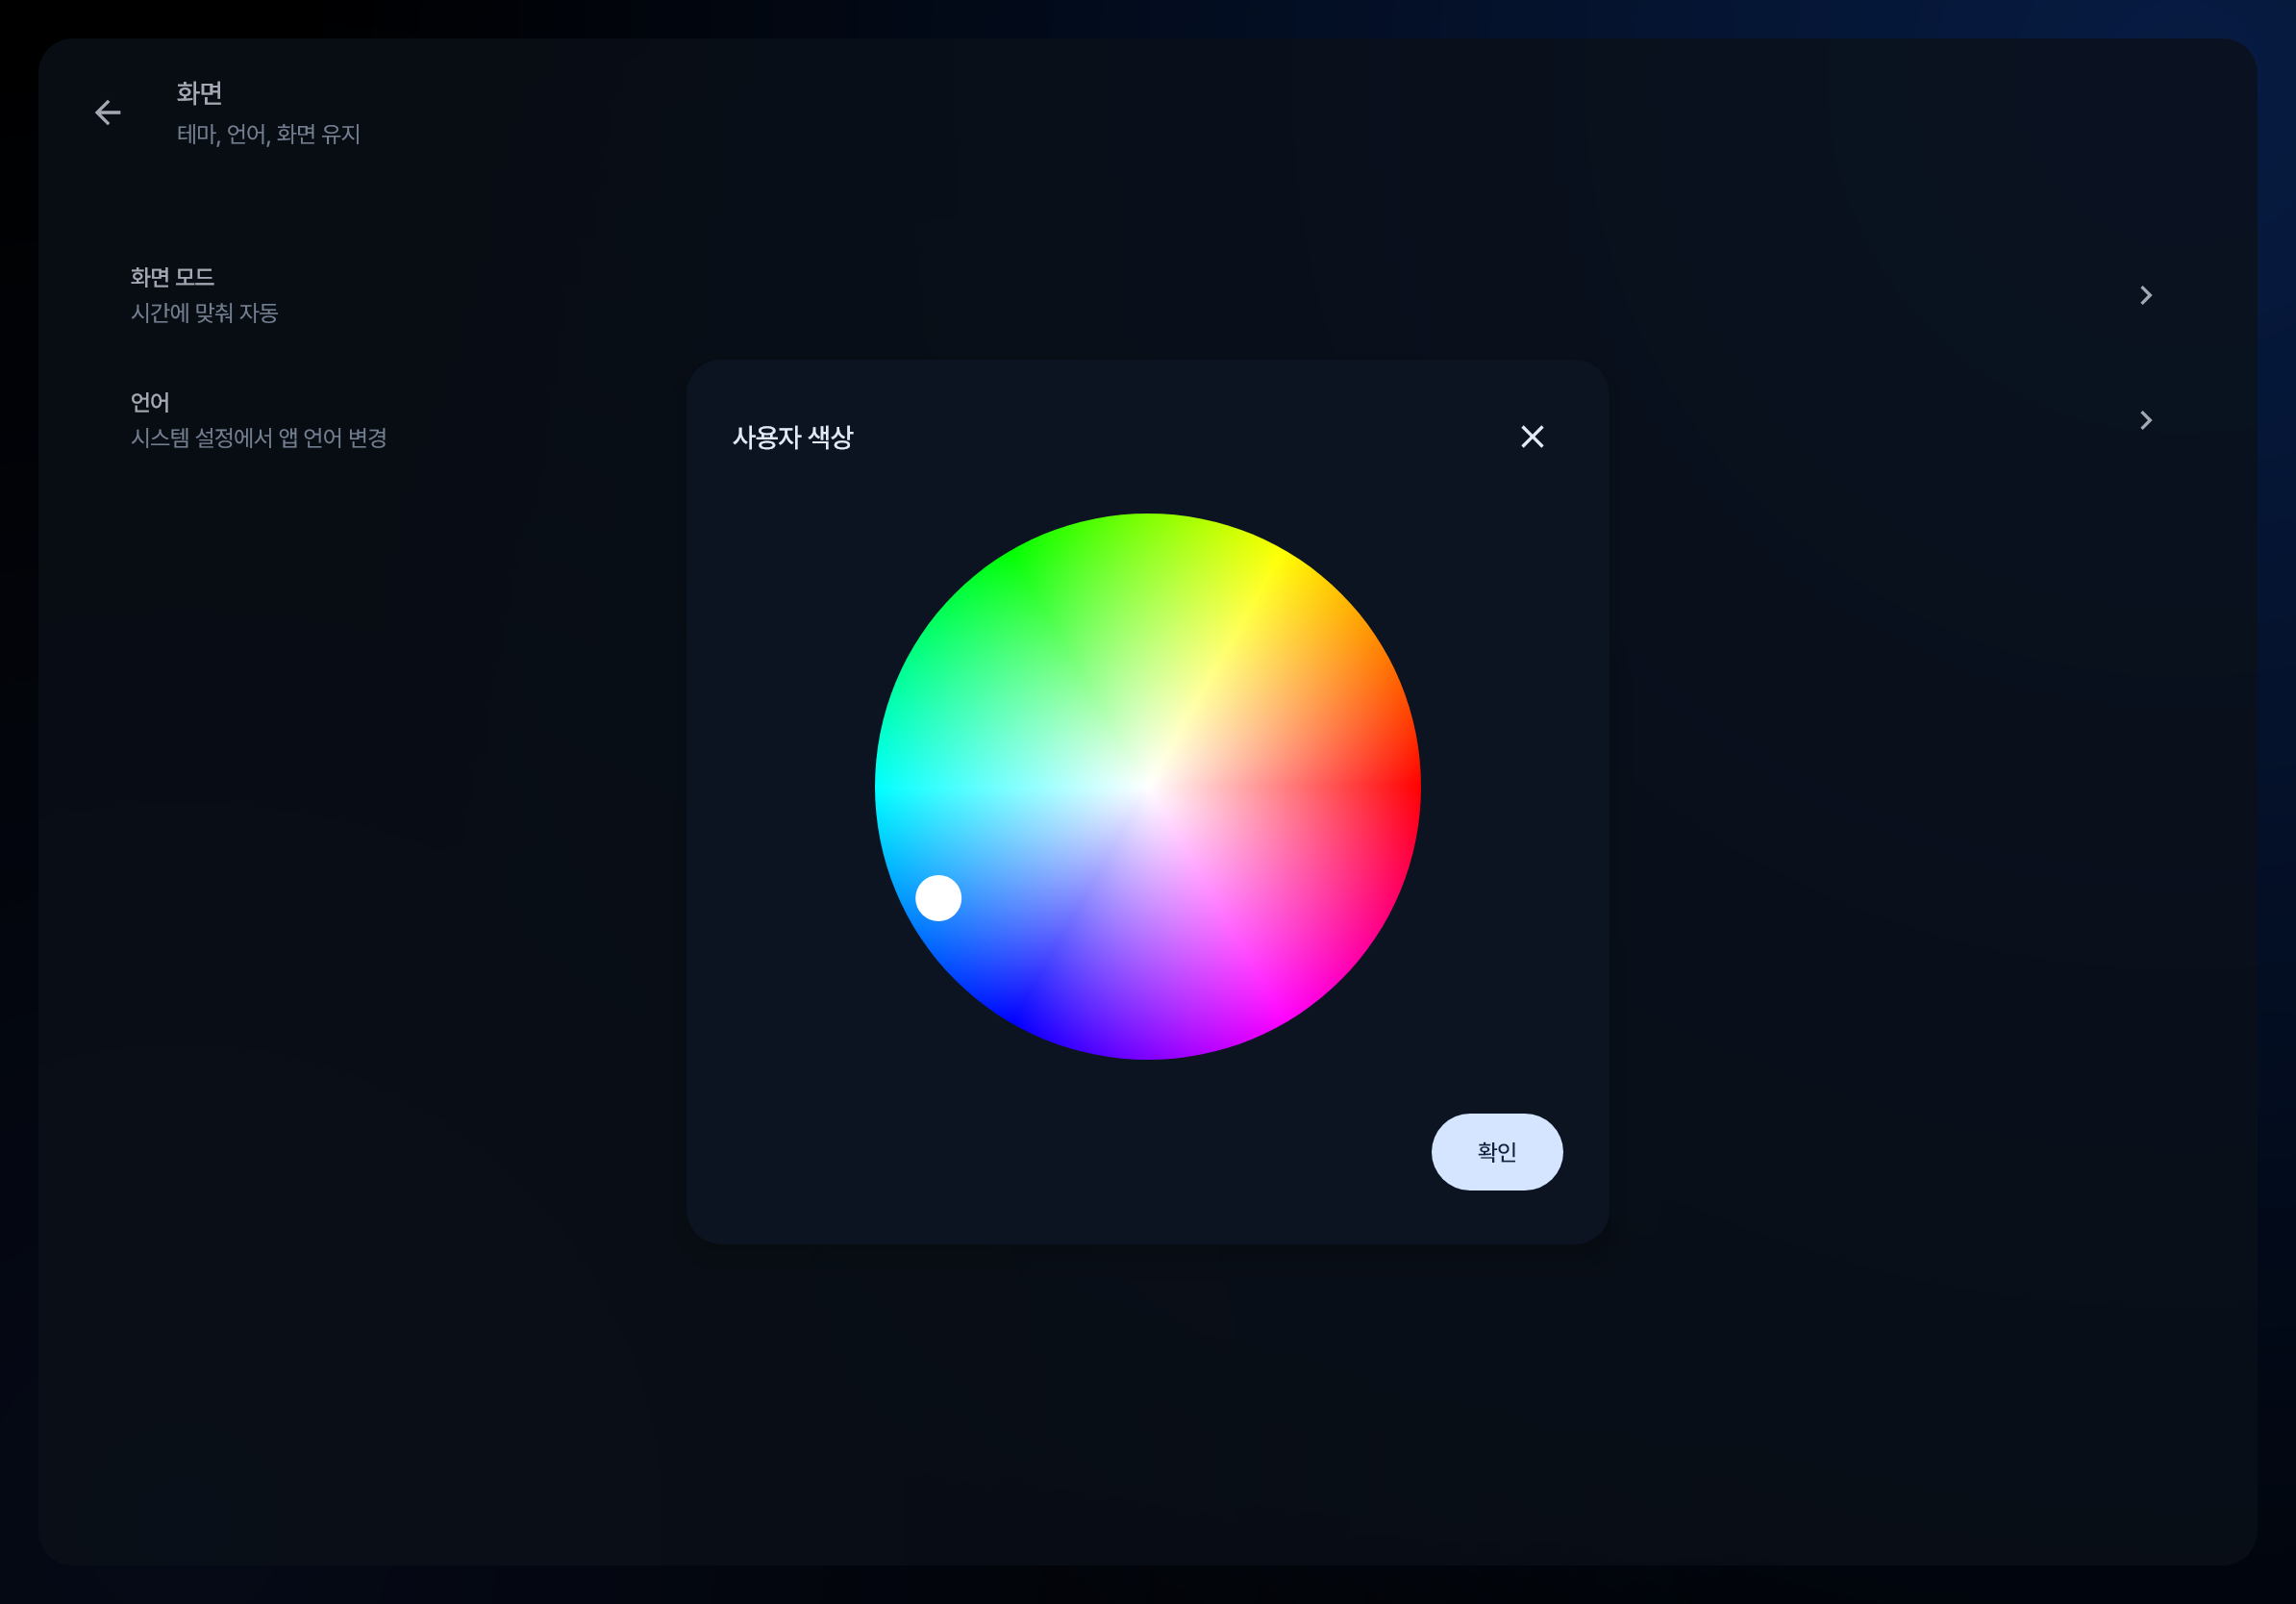 화면
테마, 언어, 화면 유지
화면 모드
시간에 맞춰 자동
언어
시스템 설정에서 앱 언어 변경
사용자 색상
확인